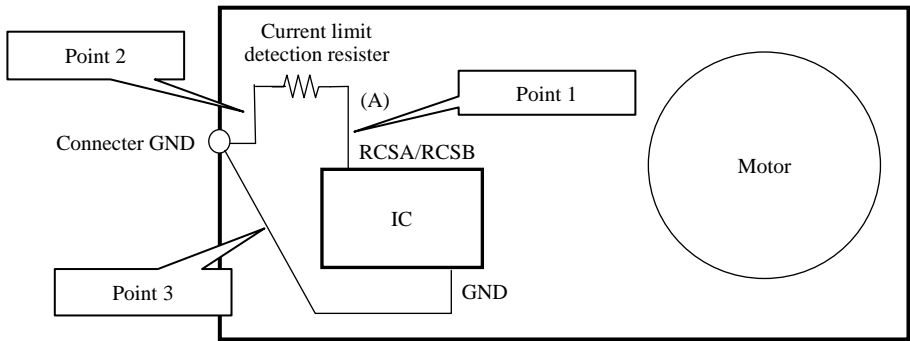 Current limit
detection resister
Point 2
(A)
Point 1
Connecter GND
RCSA/RCSB
Motor
IC
Point 3
GND